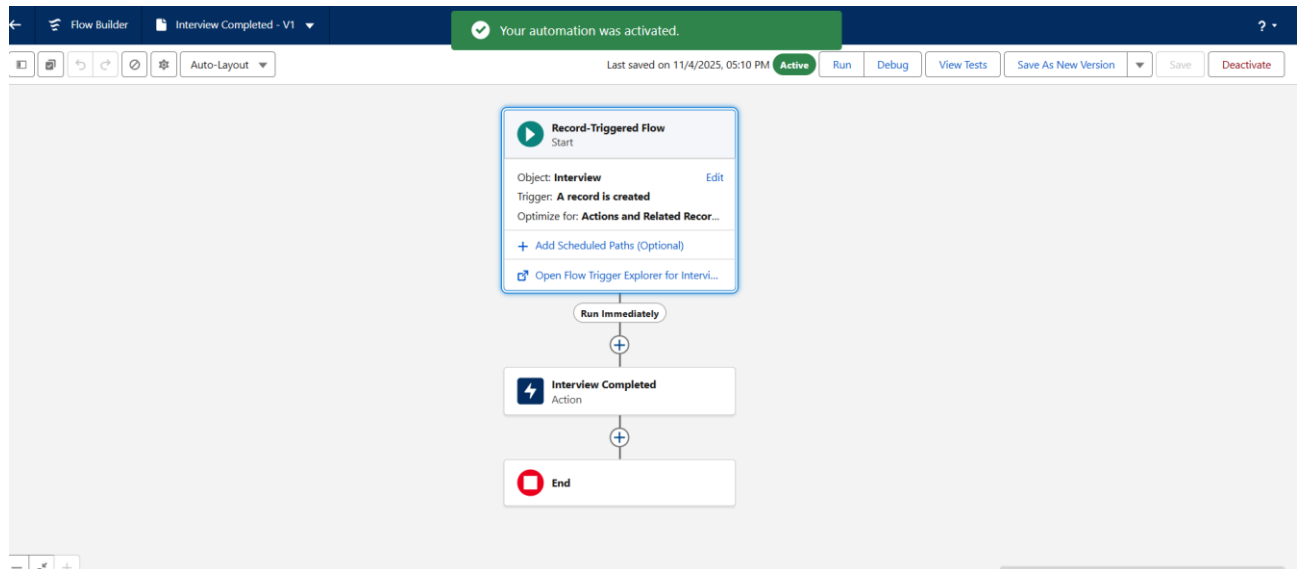 Flow Builder
Interview Completed - V1
Your automation was activated.
?
Auto-Layout
Last saved on 11/4/2025, 05:10 PM
Active
Run
Debug
View Tests
Save As New Version
Save
Deactivate
Record-Triggered Flow
Start
Object: Interview
Edit
Trigger: A record is created
Optimize for: Actions and Related Recor...
+ Add Scheduled Paths (Optional)
Open Flow Trigger Explorer for Intervi...
Run Immediately
Interview Completed
Action
End